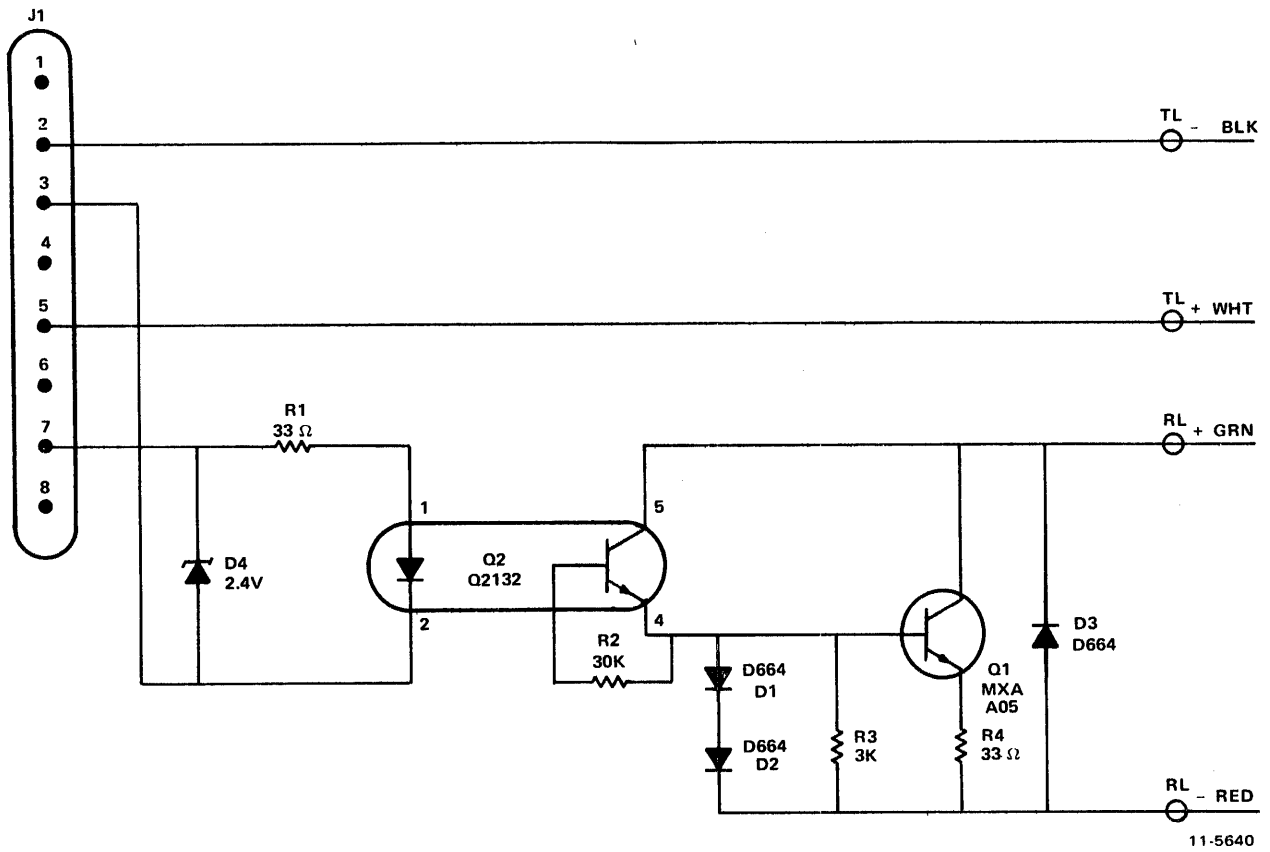 J1
1
2
3
4
5
6
7
8
TL - BLK
TL + WHT
RL + GRN
R1
33 Ω
D4
2.4V
1
2
Q2
Q2132
5
4
R2
30K
D664
D1
D664
D2
R3
3K
Q1
MXA
A05
R4
33 Ω
D3
D664
RL - RED
11-5640